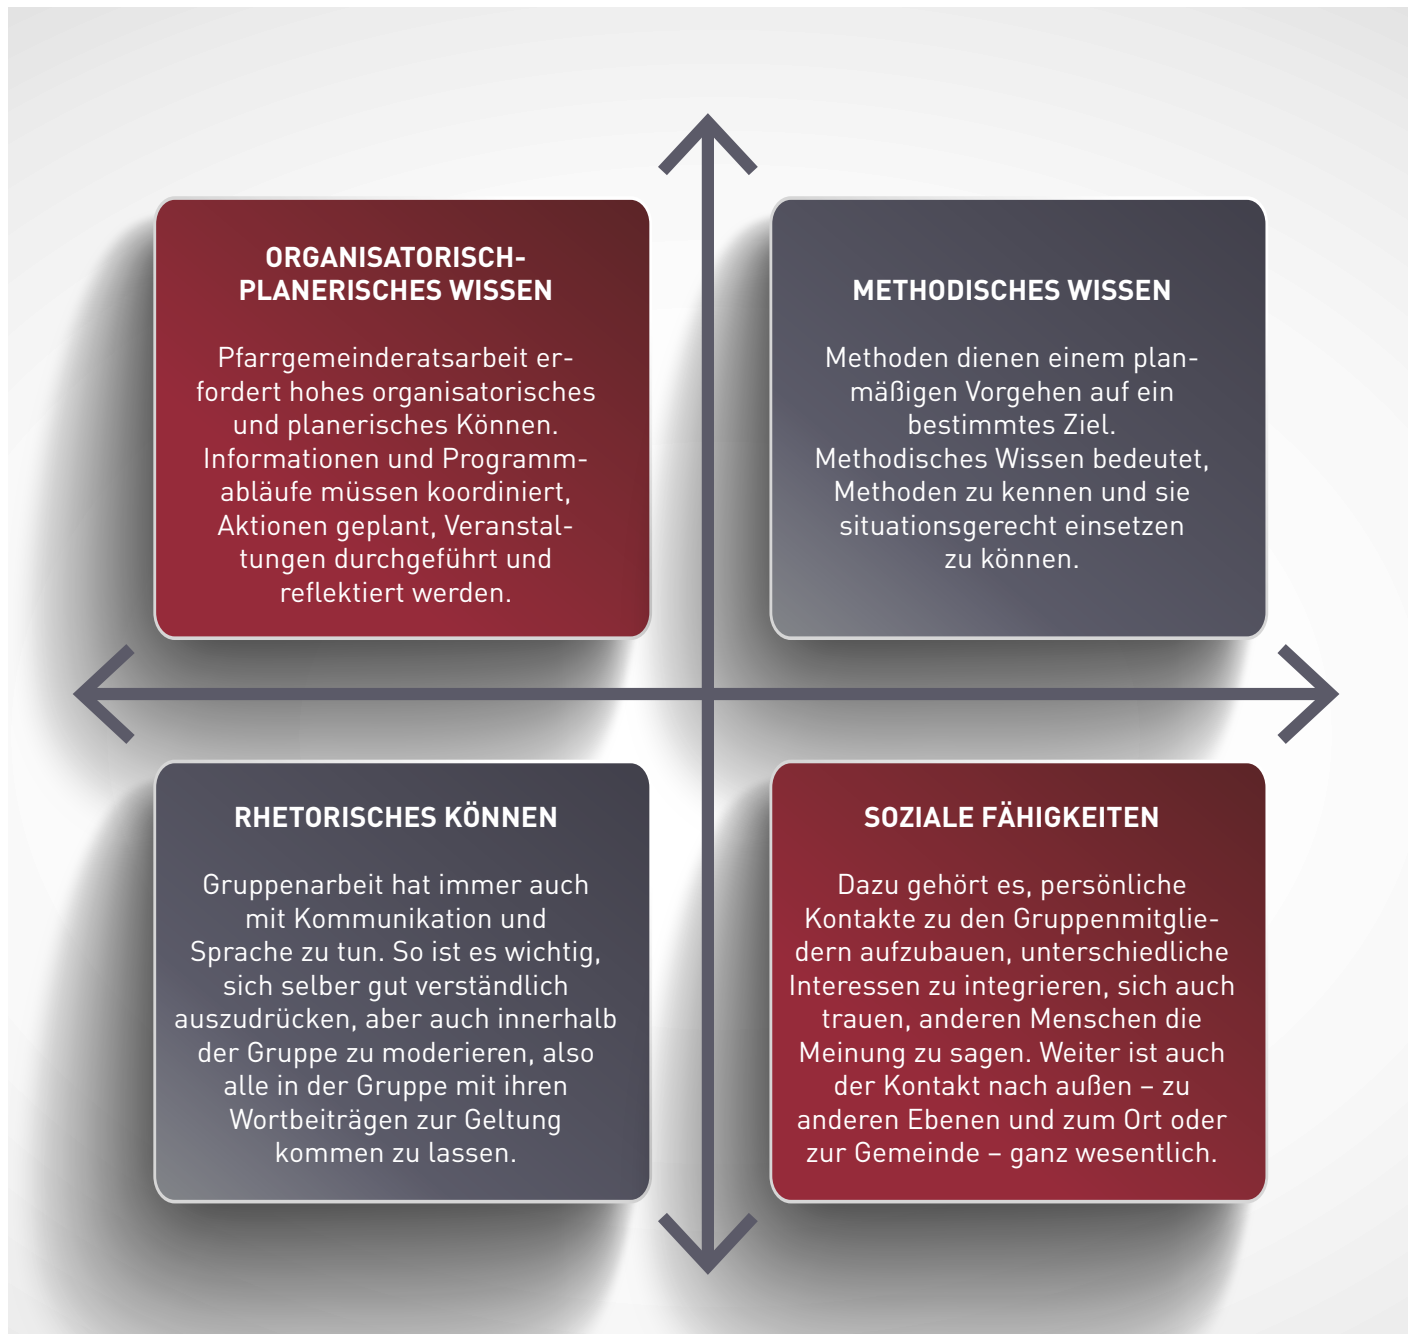 ORGANISATORISCH-
PLANERISCHES WISSEN
Pfarrgemeinderatsarbeit er-
fordert hohes organisatorisches
und planerisches Können.
Informationen und Programm-
abläufe müssen koordiniert,
Aktionen geplant, Veranstal-
tungen durchgeführt und
reflektiert werden.
METHODISCHES WISSEN
Methoden dienen einem plan-
mäßigen Vorgehen auf ein
bestimmtes Ziel.
Methodisches Wissen bedeutet,
Methoden zu kennen und sie
situationsgerecht einsetzen
zu können.
RHETORISCHES KÖNNEN
Gruppenarbeit hat immer auch
mit Kommunikation und
Sprache zu tun. So ist es wichtig,
sich selber gut verständlich
auszudrücken, aber auch innerhalb
der Gruppe zu moderieren, also
alle in der Gruppe mit ihren
Wortbeiträgen zur Geltung
kommen zu lassen.
SOZIALE FÄHIGKEITEN
Dazu gehört es, persönliche
Kontakte zu den Gruppenmitglie-
dern aufzubauen, unterschiedliche
Interessen zu integrieren, sich auch
trauen, anderen Menschen die
Meinung zu sagen. Weiter ist auch
der Kontakt nach außen – zu
anderen Ebenen und zum Ort oder
zur Gemeinde – ganz wesentlich.